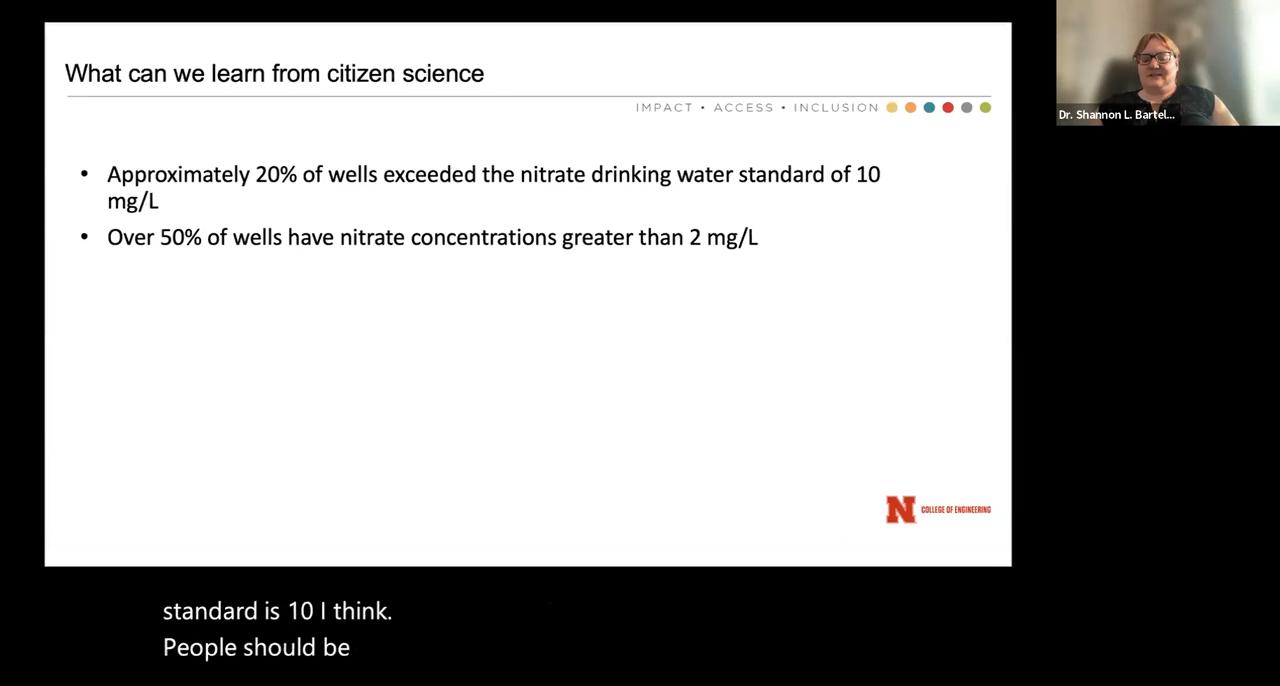 What can we learn from citizen science
IMPACT • ACCESS • INCLUSION
• Approximately 20% of wells exceeded the nitrate drinking water standard of 10
mg/L
• Over 50% of wells have nitrate concentrations greater than 2 mg/L
N COLLEGE OF ENGINEERING
Dr. Shannon L. Bartel...
standard is 10 I think.
People should be